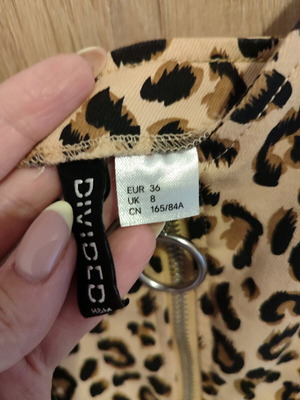 DIVIDED
H&M
EUR 36
UK 8
CN 165/84A